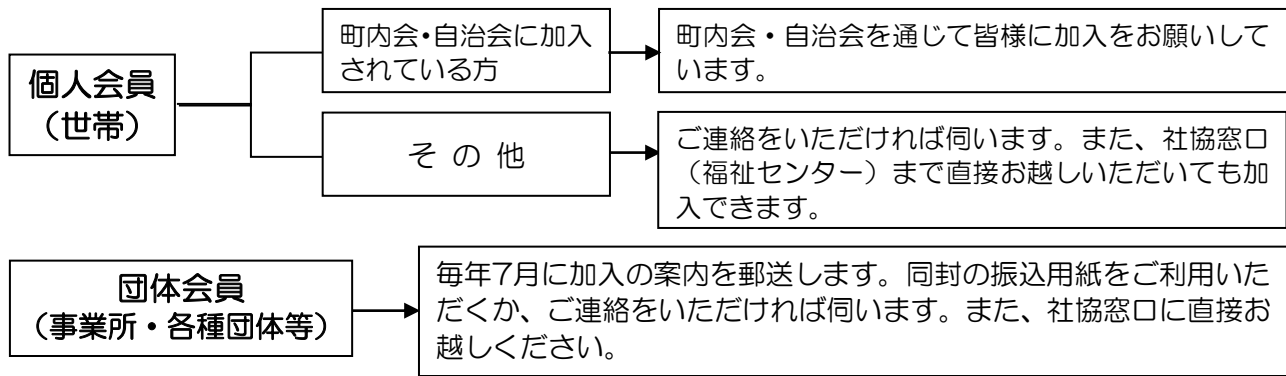 個人会員
（世帯）
町内会・自治会に加入
されている方
町内会・自治会を通じて皆様に加入をお願いして
います。
そ の 他
ご連絡をいただければ伺います。また、社協窓口
（福祉センター）まで直接お越しいただいても加
入できます。
団体会員
（事業所・各種団体等）
毎年7月に加入の案内を郵送します。同封の振込用紙をご利用いた
だくか、ご連絡をいただければ伺います。また、社協窓口に直接お
越しください。